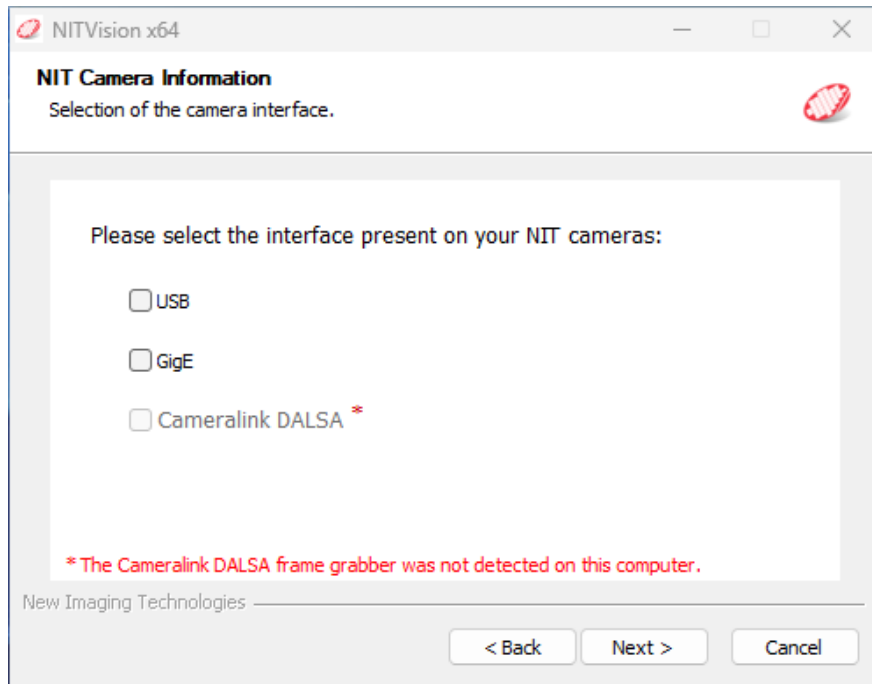 NITVision x64
NIT Camera Information
Selection of the camera interface.
Please select the interface present on your NIT cameras:
USB
GigE
Cameralink DALSA *
* The Cameralink DALSA frame grabber was not detected on this computer.
New Imaging Technologies
< Back Next > Cancel